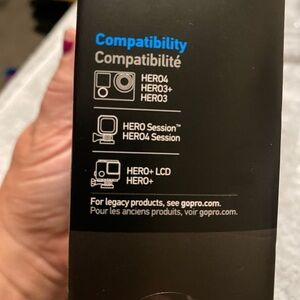 Compatibility
Compatibilité
HERO4
HERO3+
HERO3
HERO Session™
HERO4 Session
HERO+ LCD
HERO+
For legacy products, see gopro.com.
Pour les anciens produits, voir gopro.com.